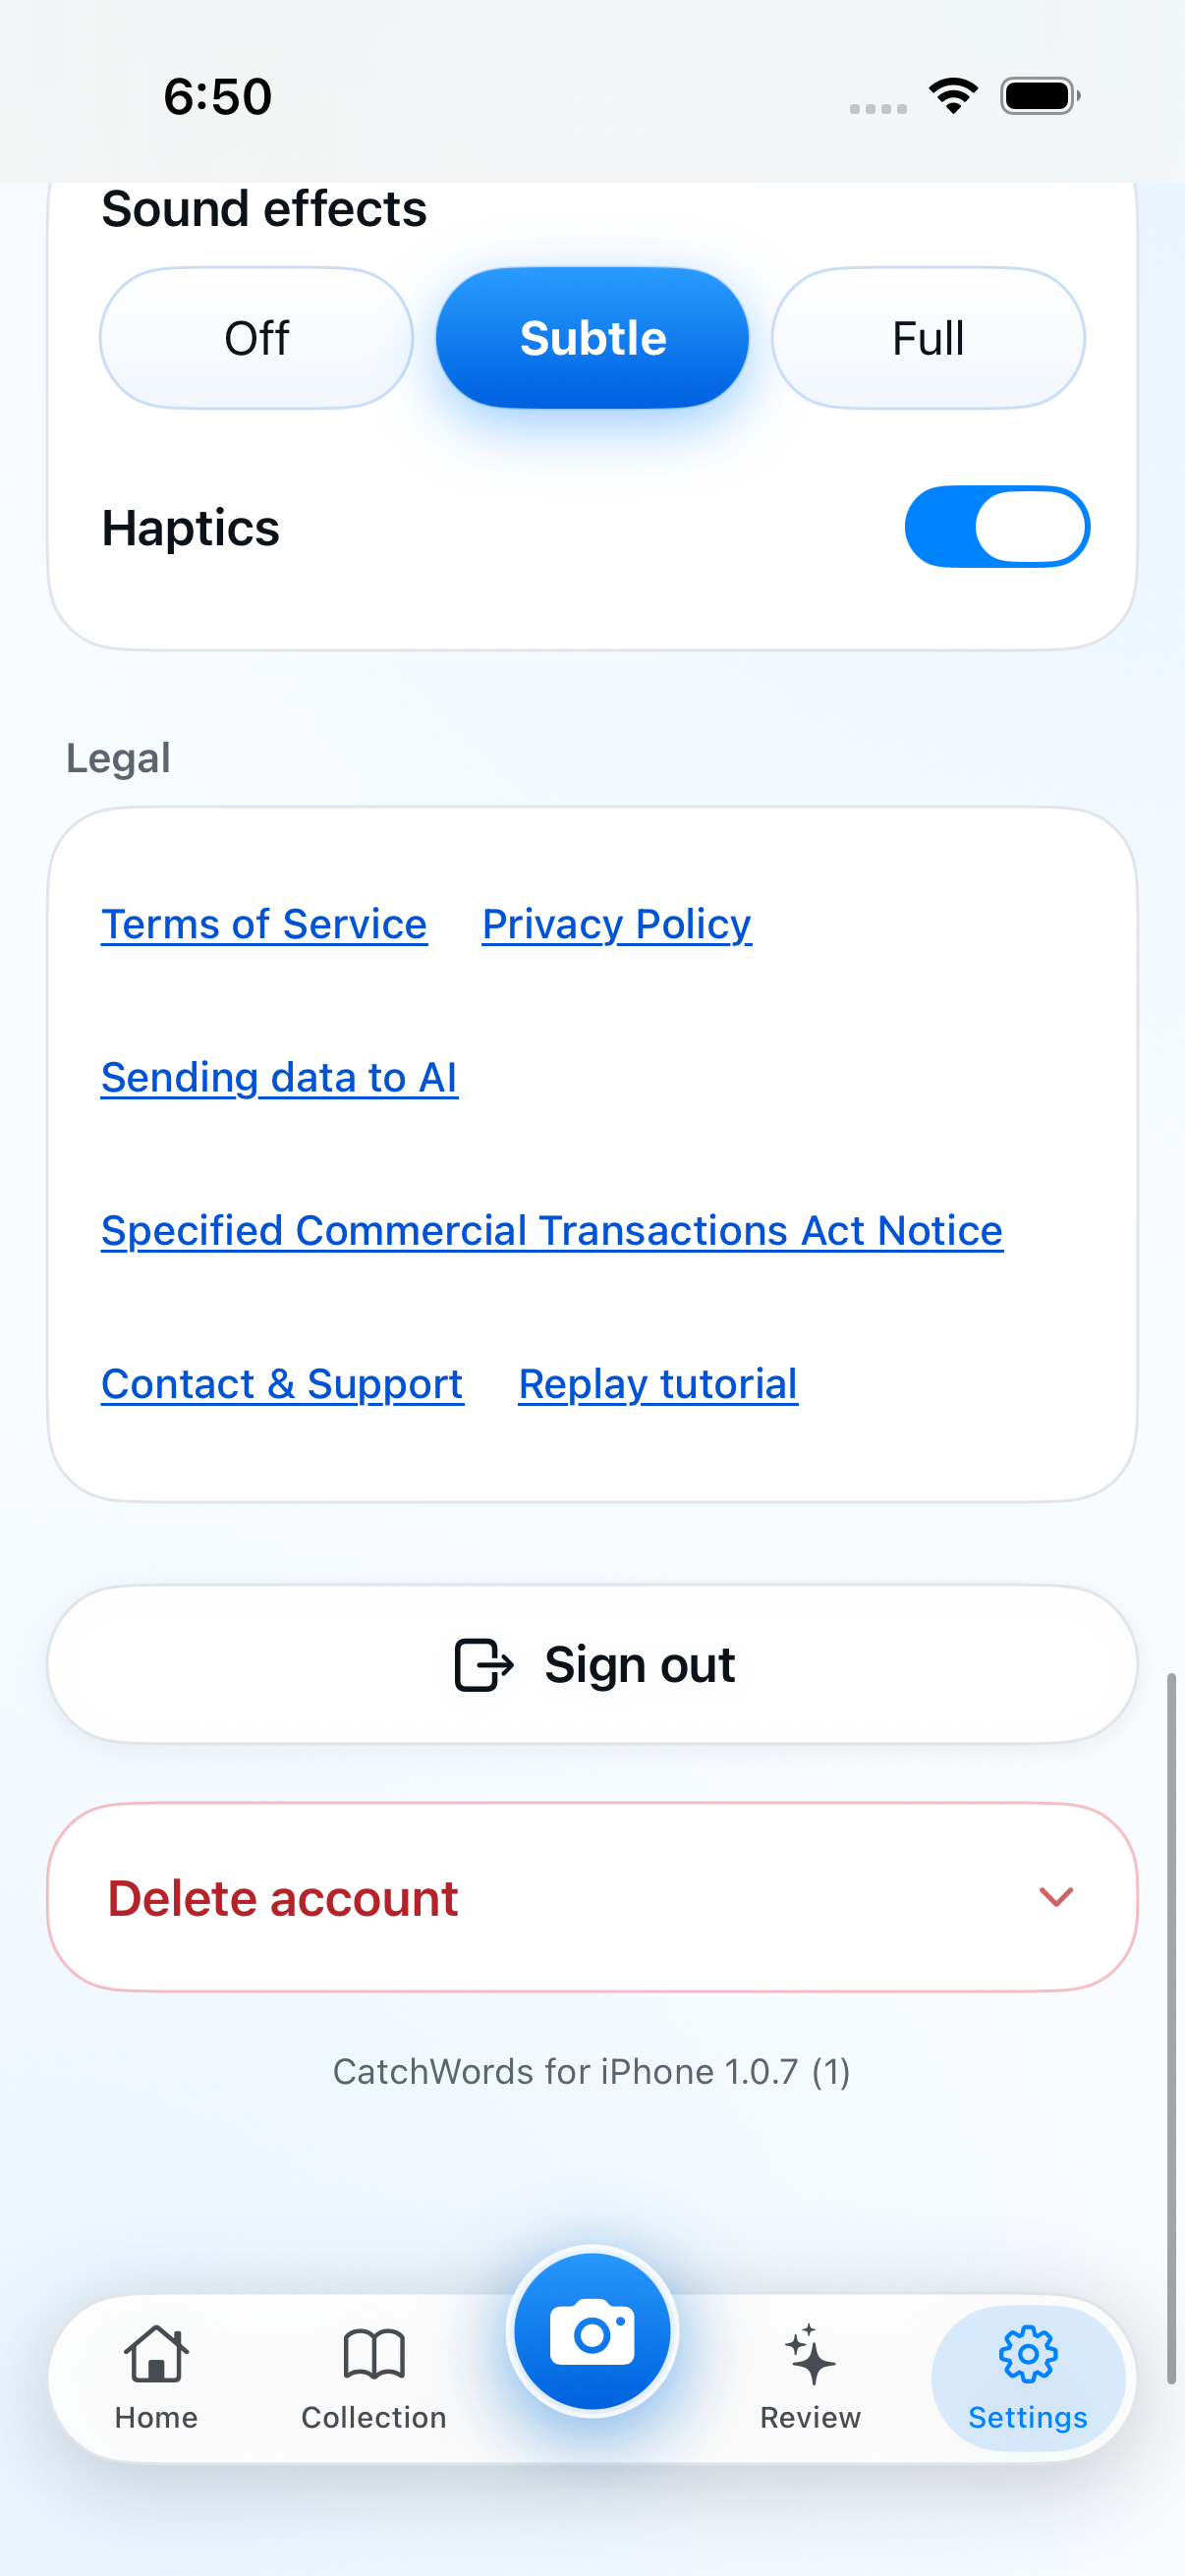 6:50
Sound effects
Off Subtle Full
Haptics
Legal
Terms of Service Privacy Policy
Sending data to AI
Specified Commercial Transactions Act Notice
Contact & Support Replay tutorial
Sign out
Delete account
CatchWords for iPhone 1.0.7 (1)
Home Collection Review Settings